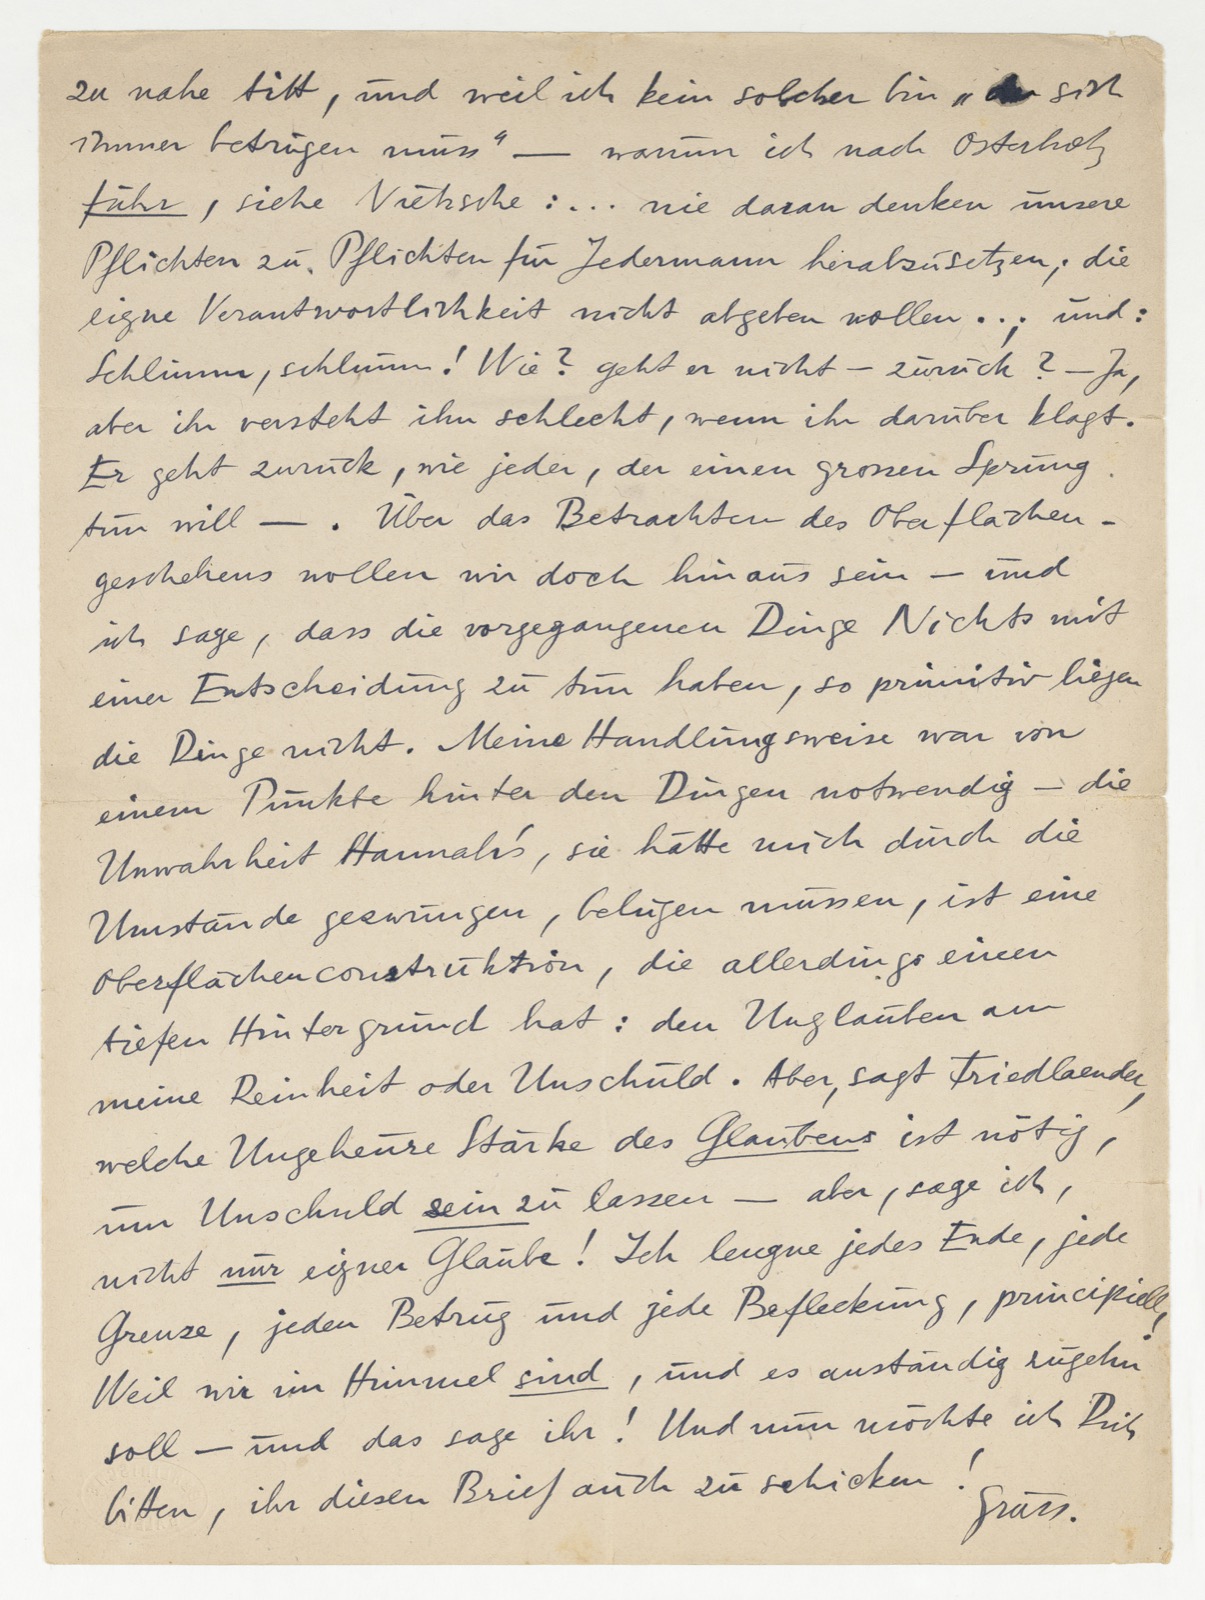 zu nahe titt, und weil ich kein solcher bin „der sich
immer betrügen muss“ — warum ich nach Osterholz
fuhr, siehe Nietzsche: ... nie daran denken unsere
Pflichten zu Pflichten für Jedermann herabzusetzen; die
eigne Verantwortlichkeit nicht abgeben wollen ..; und:
Schlimm, schlimm! Wie? geht er nicht — zurück? — Ja,
aber ihr versteht ihn schlecht, wenn ihr darüber klagt.
Er geht zurück, wie jeder, der einen grossen Sprung
tun will — . Über das Betrachten des Oberflächen-
geschehens wollen wir doch hinaus sein — und
ich sage, dass die vorgegangenen Dinge Nichts mit
einer Entscheidung zu tun haben, so primitiv liegen
die Dinge nicht. Meine Handlungsweise war von
einem Punkte hinter den Dingen notwendig — die
Unwahrheit Hannah's, sie hätte mich durch die
Umstände gezwungen, belügen müssen, ist eine
Oberflächenconstruktion, die allerdings einen
tiefen Hintergrund hat: den Unglauben an
meine Reinheit oder Unschuld. Aber, sagt Friedlaender,
welche Ungeheure Stärke des Glaubens ist nötig,
um Unschuld sein zu lassen — aber, sage ich,
nicht nur eigner Glaube! Ich leugne jedes Ende, jede
Grenze, jeden Betrug und jede Befleckung, principiell!
Weil wir im Himmel sind, und es anständig zugehn
soll — und das sage ihr! Und nun möchte ich Dich
bitten, ihr diesen Brief auch zu schicken!
Gruss.